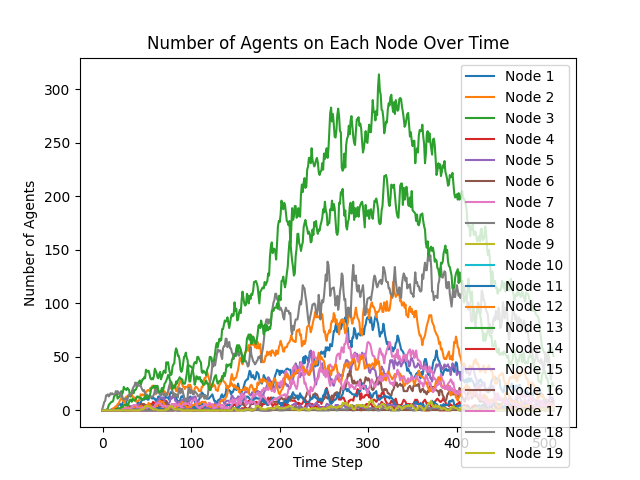 Number of Agents on Each Node Over Time
Number of Agents
300
250
200
150
100
50
0
0
100
200
300
400
500
Time Step
Node 1
Node 2
Node 3
Node 4
Node 5
Node 6
Node 7
Node 8
Node 9
Node 10
Node 11
Node 12
Node 13
Node 14
Node 15
Node 16
Node 17
Node 18
Node 19